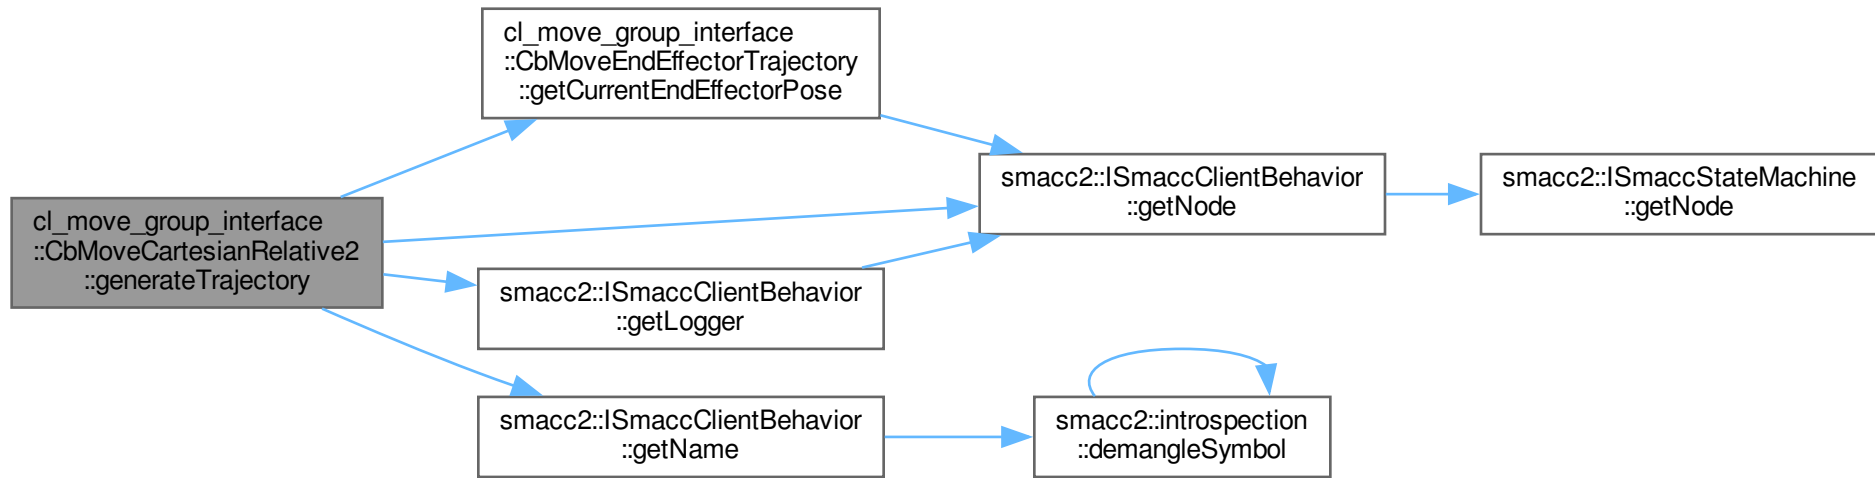 cl_move_group_interface
::CbMoveCartesianRelative2
::generateTrajectory
cl_move_group_interface
::CbMoveEndEffectorTrajectory
::getCurrentEndEffectorPose
smacc2::ISmaccClientBehavior
::getNode
smacc2::ISmaccStateMachine
::getNode
smacc2::ISmaccClientBehavior
::getLogger
smacc2::ISmaccClientBehavior
::getName
smacc2::introspection
::demangleSymbol